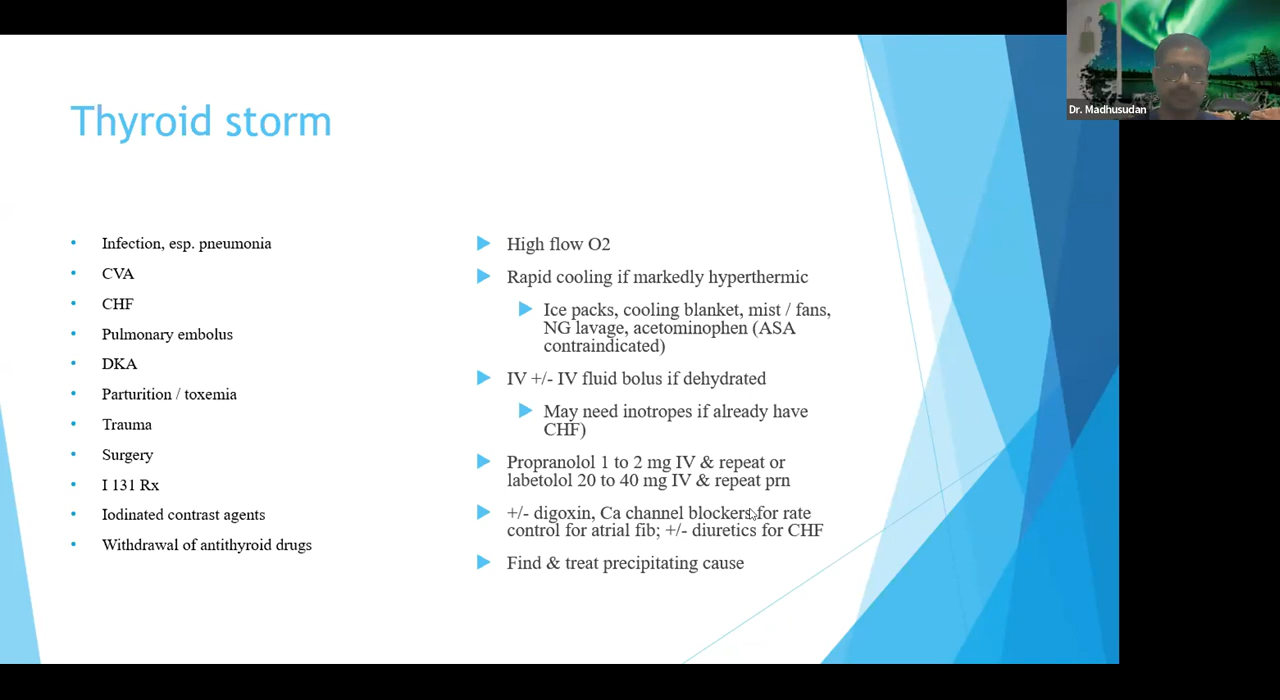 Thyroid storm
Infection, esp. pneumonia
CVA
CHF
Pulmonary embolus
DKA
Parturition / toxemia
Trauma
Surgery
I 131 Rx
Iodinated contrast agents
Withdrawal of antithyroid drugs
High flow O2
Rapid cooling if markedly hyperthermic
Ice packs, cooling blanket, mist / fans,
NG lavage, acetominophen (ASA
contraindicated)
IV +/- IV fluid bolus if dehydrated
May need inotropes if already have
CHF)
Propranolol 1 to 2 mg IV & repeat or
labetolol 20 to 40 mg IV & repeat prn
+/- digoxin, Ca channel blockers for rate
control for atrial fib; +/- diuretics for CHF
Find & treat precipitating cause
Dr. Madhusudan